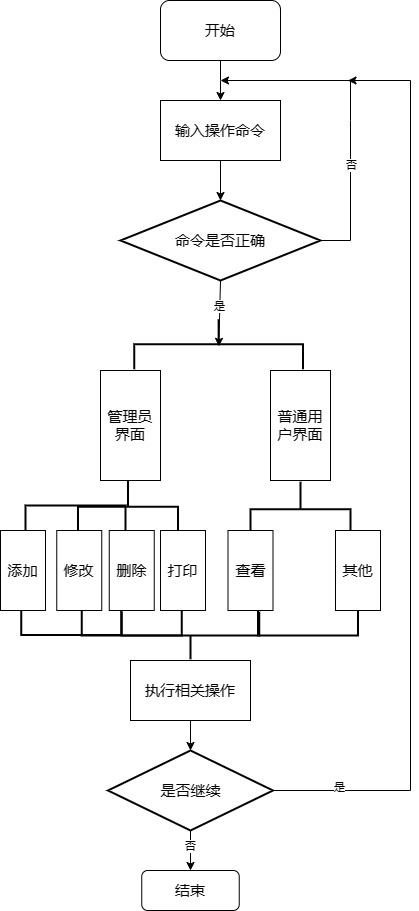 开始
输入操作命令
否
命令是否正确
是
管理员
界面
普通用
户界面
添加
修改
删除
打印
查看
其他
执行相关操作
是否继续
是
否
结束